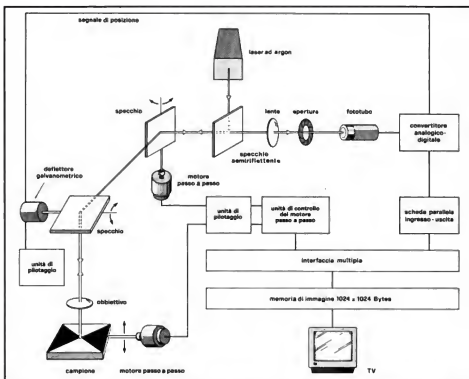 segnale di posizione
laser ad argon
specchio
lente
apertura
fototubo
convertitore
analogico-
digitale
specchio
semiriflettente
deflettore
galvanometrico
motore
passo a passo
unità di
pilotaggio
unità di controllo
del motore
passo a passo
scheda parallela
ingresso-uscita
specchio
unità di
pilotaggio
interfaccia multipla
obbiettivo
memoria di immagine 1024 x 1024 Bytes
campione
motore passo a passo
TV